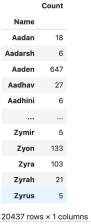 Count
Name
Aadan 18
Aadarsh 6
Aaden 647
Aadhav 27
Aadhini 6
... ...
Zymir 5
Zyon 133
Zyra 103
Zyrah 21
Zyrus 5
20437 rows × 1 columns